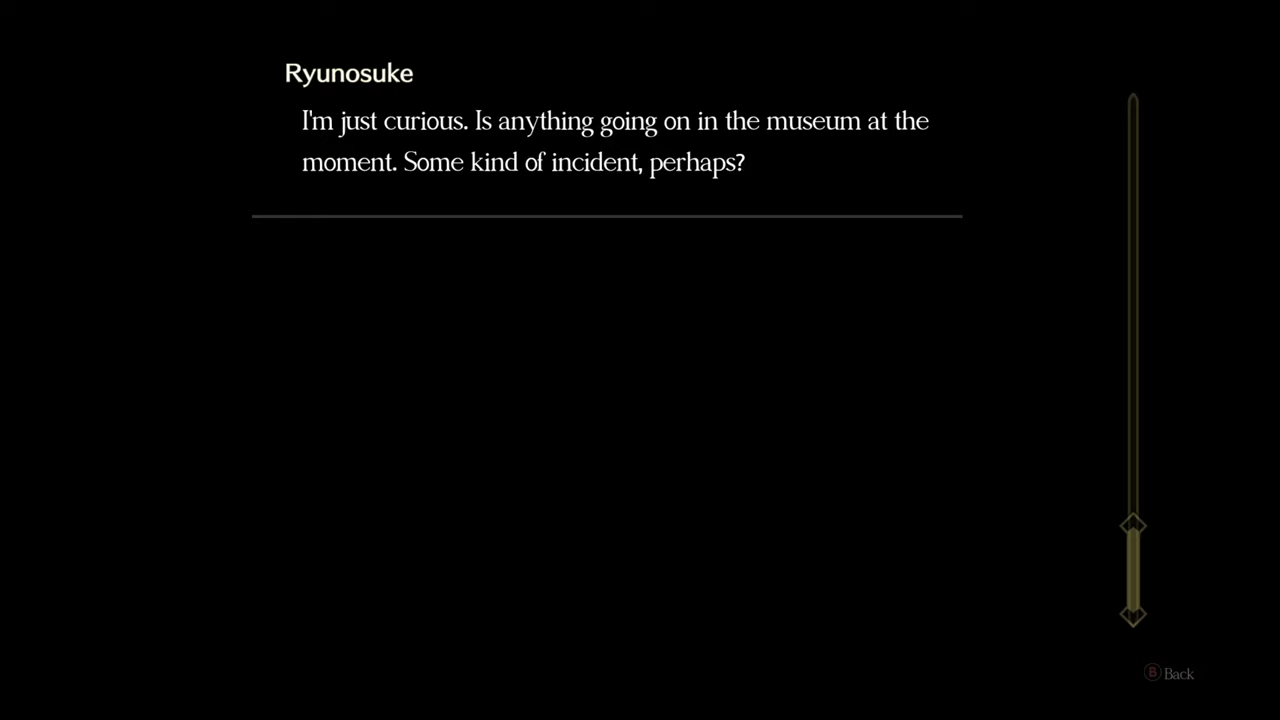 Ryunosuke
I'm just curious. Is anything going on in the museum at the
moment. Some kind of incident, perhaps?
B Back